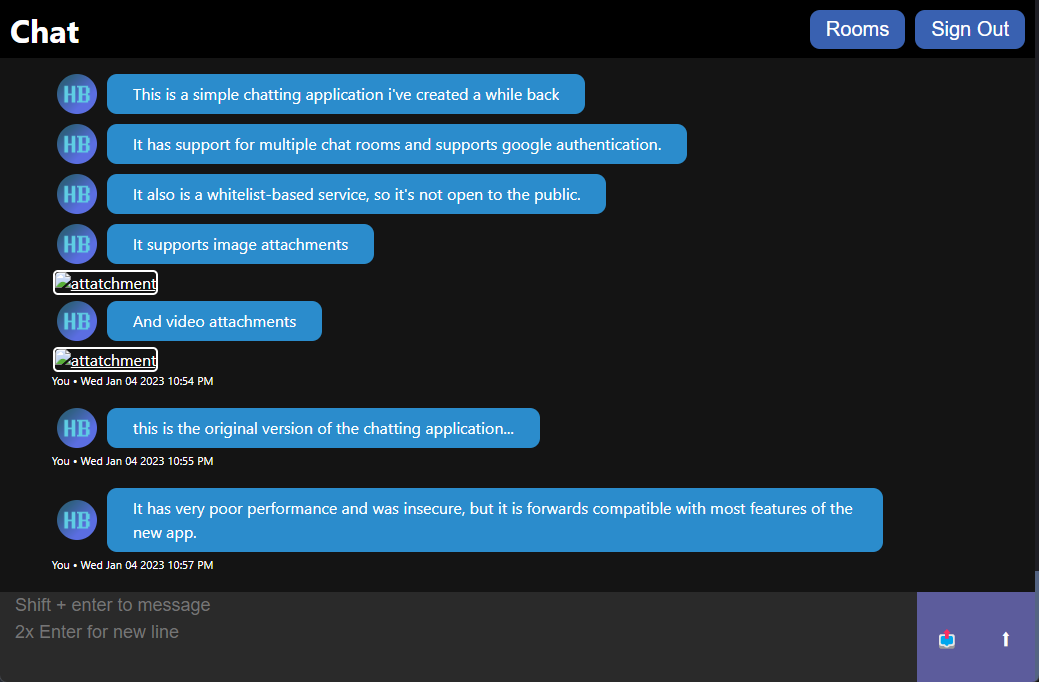 Chat
Rooms
Sign Out
HB
This is a simple chatting application i've created a while back
HB
It has support for multiple chat rooms and supports google authentication.
HB
It also is a whitelist-based service, so it's not open to the public.
HB
It supports image attachments
attatchment
HB
And video attachments
attatchment
You • Wed Jan 04 2023 10:54 PM
HB
this is the original version of the chatting application...
You • Wed Jan 04 2023 10:55 PM
HB
It has very poor performance and was insecure, but it is forwards compatible with most features of the
new app.
You • Wed Jan 04 2023 10:57 PM
Shift + enter to message
2x Enter for new line